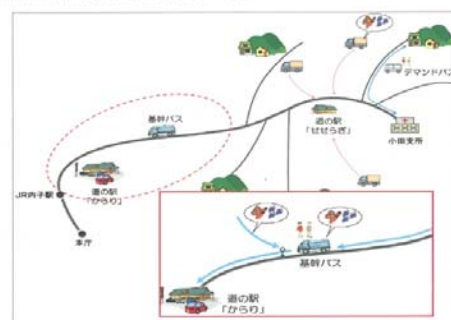 デマンドバス
基幹バス
道の駅
「せせらぎ」
小田支所
道の駅
「からり」
JR内子駅
本庁
基幹バス
道の駅
「からり」